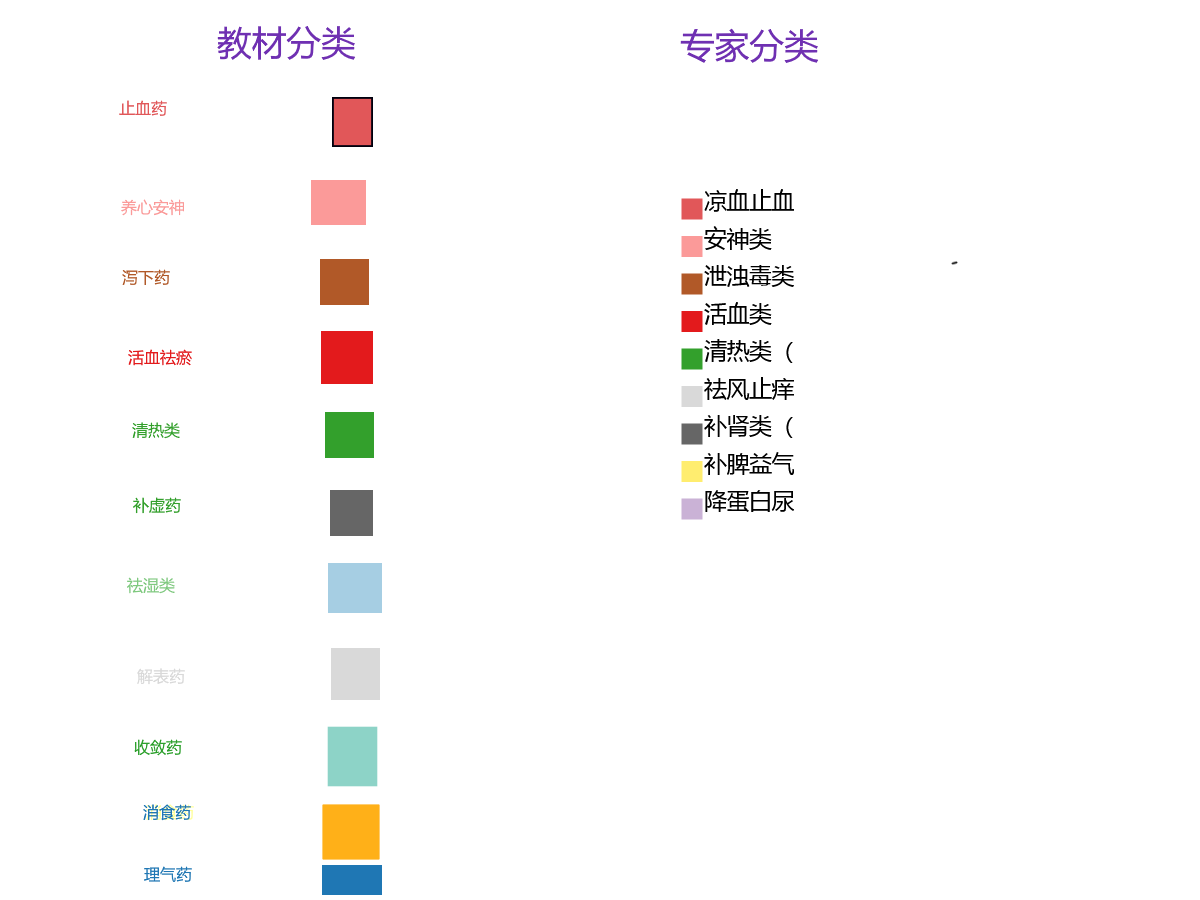 教材分类
止血药
养心安神
泻下药
活血祛瘀
清热类
补虚药
祛湿类
解表药
收敛药
消食药
理气药
专家分类
凉血止血
安神类
泄浊毒类
活血类
清热类（
祛风止痒
补肾类（
补脾益气
降蛋白尿